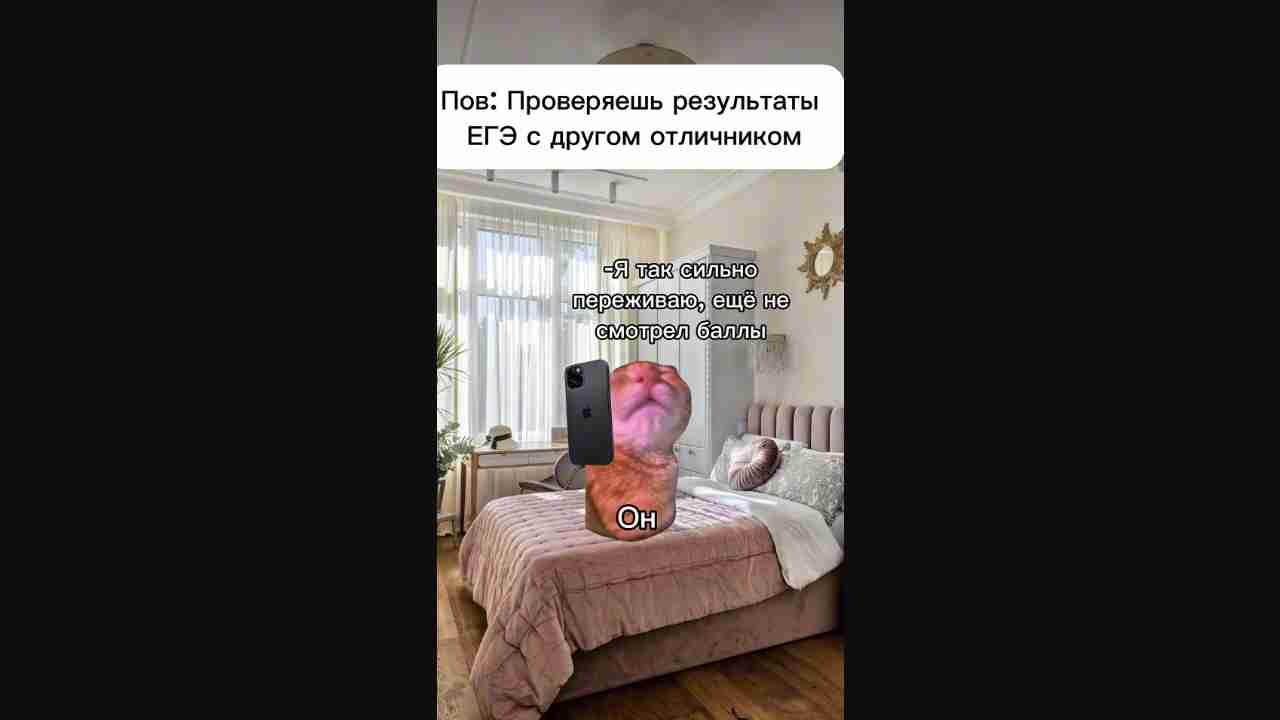 Пов: Проверяешь результаты
ЕГЭ с другом отличником
-Я так сильно
переживаю, ещё не
смотрел баллы
Он